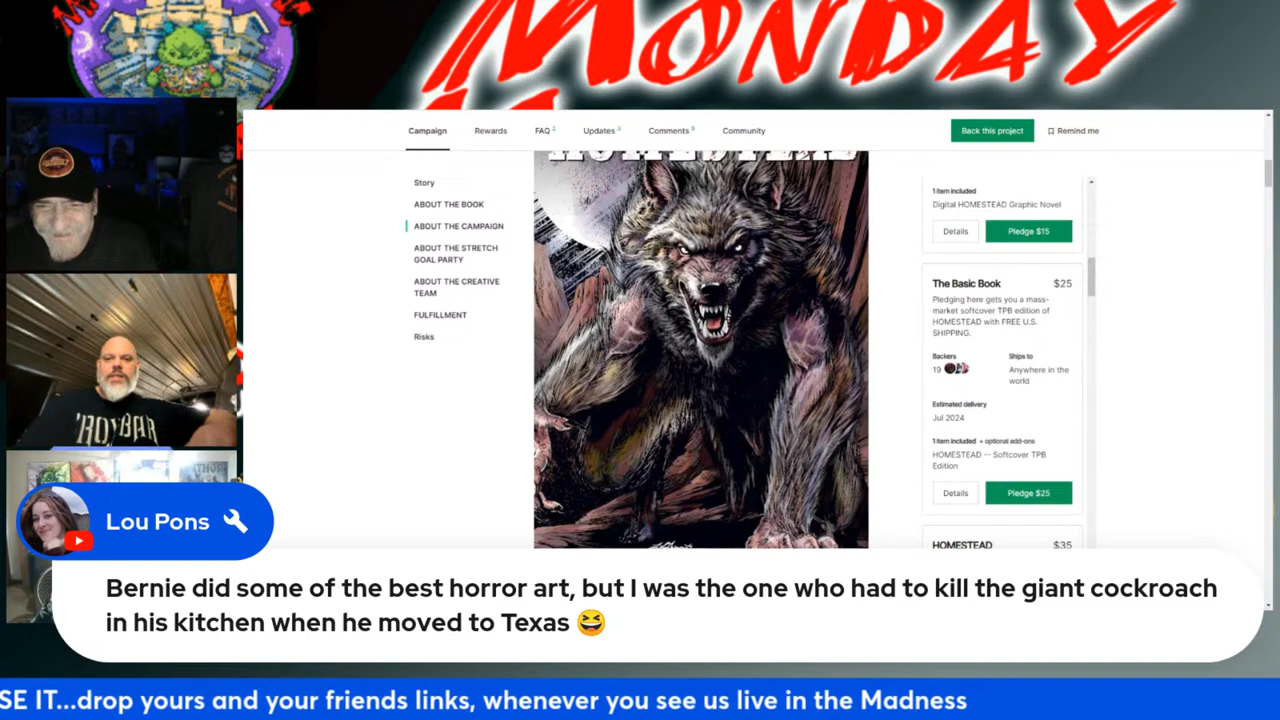 MONDAY
Campaign
Rewards
FAQ 2
Updates 3
Comments
Community
Back this project
Remind me
HOMESTEAD
Story
ABOUT THE BOOK
ABOUT THE CAMPAIGN
ABOUT THE STRETCH
GOAL PARTY
ABOUT THE CREATIVE
TEAM
FULFILLMENT
Risks
1 item included
Digital HOMESTEAD Graphic Novel
Details
Pledge $15
The Basic Book $25
Pledging here gets you a mass-
market softcover TPB edition of
HOMESTEAD with FREE U.S.
SHIPPING.
Backers
19
Ships to
Anywhere in the
world
Estimated delivery
Jul 2024
1 item included + optional add-ons
HOMESTEAD -- Softcover TPB
Edition
Details
Pledge $25
HOMESTEAD $35
Lou Pons
Bernie did some of the best horror art, but I was the one who had to kill the giant cockroach
in his kitchen when he moved to Texas 😆
SE IT...drop yours and your friends links, whenever you see us live in the Madness